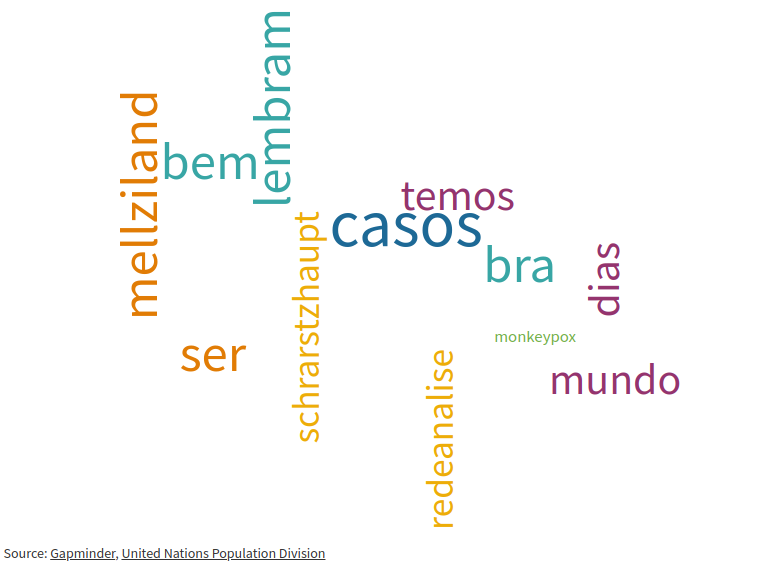 lembram
mellziland
bem
temos
casos
schrarstzhaupt
bra
dias
monkeypox
ser
redeanalise
mundo
Source: Gapminder, United Nations Population Division